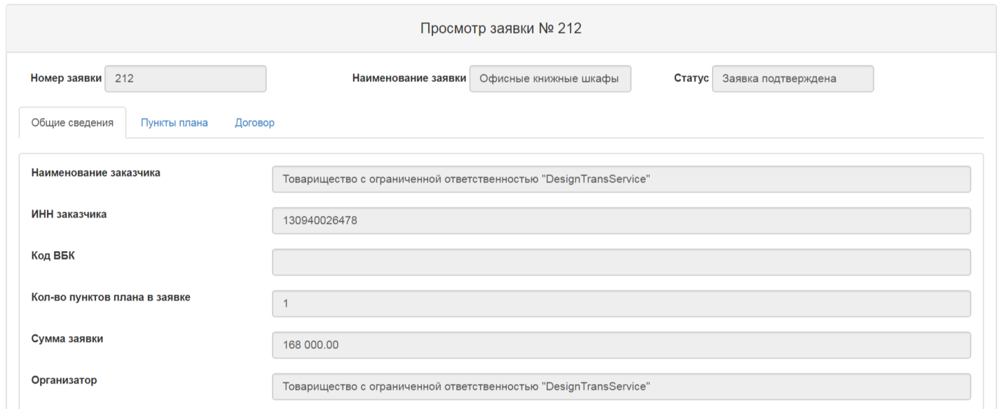 Просмотр заявки № 212
Номер заявки 212 Наименование заявки Офисные книжные шкафы Статус Заявка подтверждена
Общие сведения Пункты плана Договор
Наименование заказчика Товарищество с ограниченной ответственностью "DesignTransService"
ИНН заказчика 130940026478
Код ВБК
Кол-во пунктов плана в заявке 1
Сумма заявки 168 000.00
Организатор Товарищество с ограниченной ответственностью "DesignTransService"